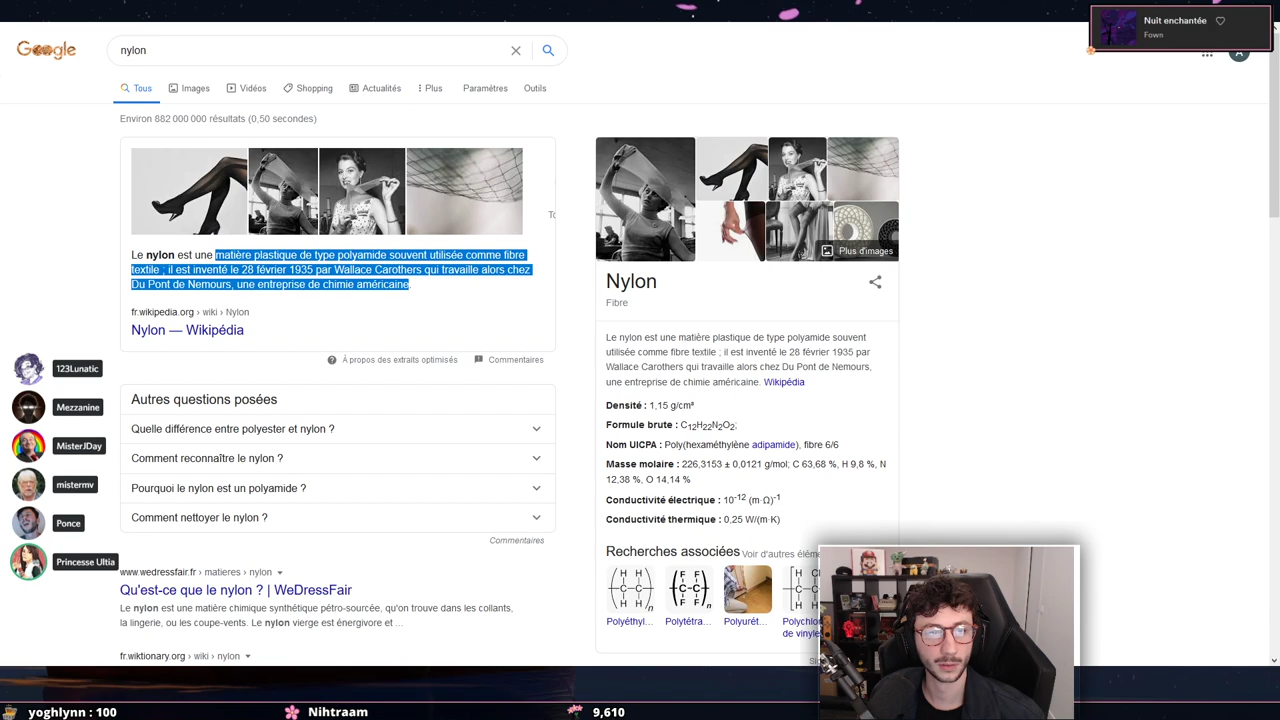 Nuit enchantée
Fown
Google
nylon
Tous
Images
Vidéos
Shopping
Actualités
Plus
Paramètres
Outils
Environ 882 000 000 résultats (0,50 secondes)
Le nylon est une matière plastique de type polyamide souvent utilisée comme fibre
textile ; il est inventé le 28 février 1935 par Wallace Carothers qui travaille alors chez
Du Pont de Nemours, une entreprise de chimie américaine.
fr.wikipedia.org › wiki › Nylon
Nylon — Wikipédia
À propos des extraits optimisés
Commentaires
Autres questions posées
Quelle différence entre polyester et nylon ?
Comment reconnaître le nylon ?
Pourquoi le nylon est un polyamide ?
Comment nettoyer le nylon ?
Commentaires
www.wedressfair.fr › matieres › nylon
Qu'est-ce que le nylon ? | WeDressFair
Le nylon est une matière chimique synthétique pétro-sourcée, qu'on trouve dans les collants,
la lingerie, ou les coupe-vents. Le nylon vierge est énergivore et ...
fr.wiktionary.org › wiki › nylon
Plus d'images
Nylon
Fibre
Le nylon est une matière plastique de type polyamide souvent
utilisée comme fibre textile ; il est inventé le 28 février 1935 par
Wallace Carothers qui travaille alors chez Du Pont de Nemours,
une entreprise de chimie américaine. Wikipédia
Densité : 1,15 g/cm³
Formule brute : C₁₂H₂₂N₂O₂;
Nom UICPA : Poly(hexaméthylène adipamide), fibre 6/6
Masse molaire : 226,3153 ± 0,0121 g/mol; C 63,68 %, H 9,8 %, N
12,38 %, O 14,14 %
Conductivité électrique : 10⁻¹² (m·Ω)⁻¹
Conductivité thermique : 0,25 W/(m·K)
Recherches associées
Voir d'autres éléme
Polyéthyl...
Polytétra...
Polyurét...
Polychlor
de vinyle
123Lunatic
Mezzanine
MisterJDay
mistermv
Ponce
Princesse Ultia
yoghlynn : 100
Nihtraam
9,610